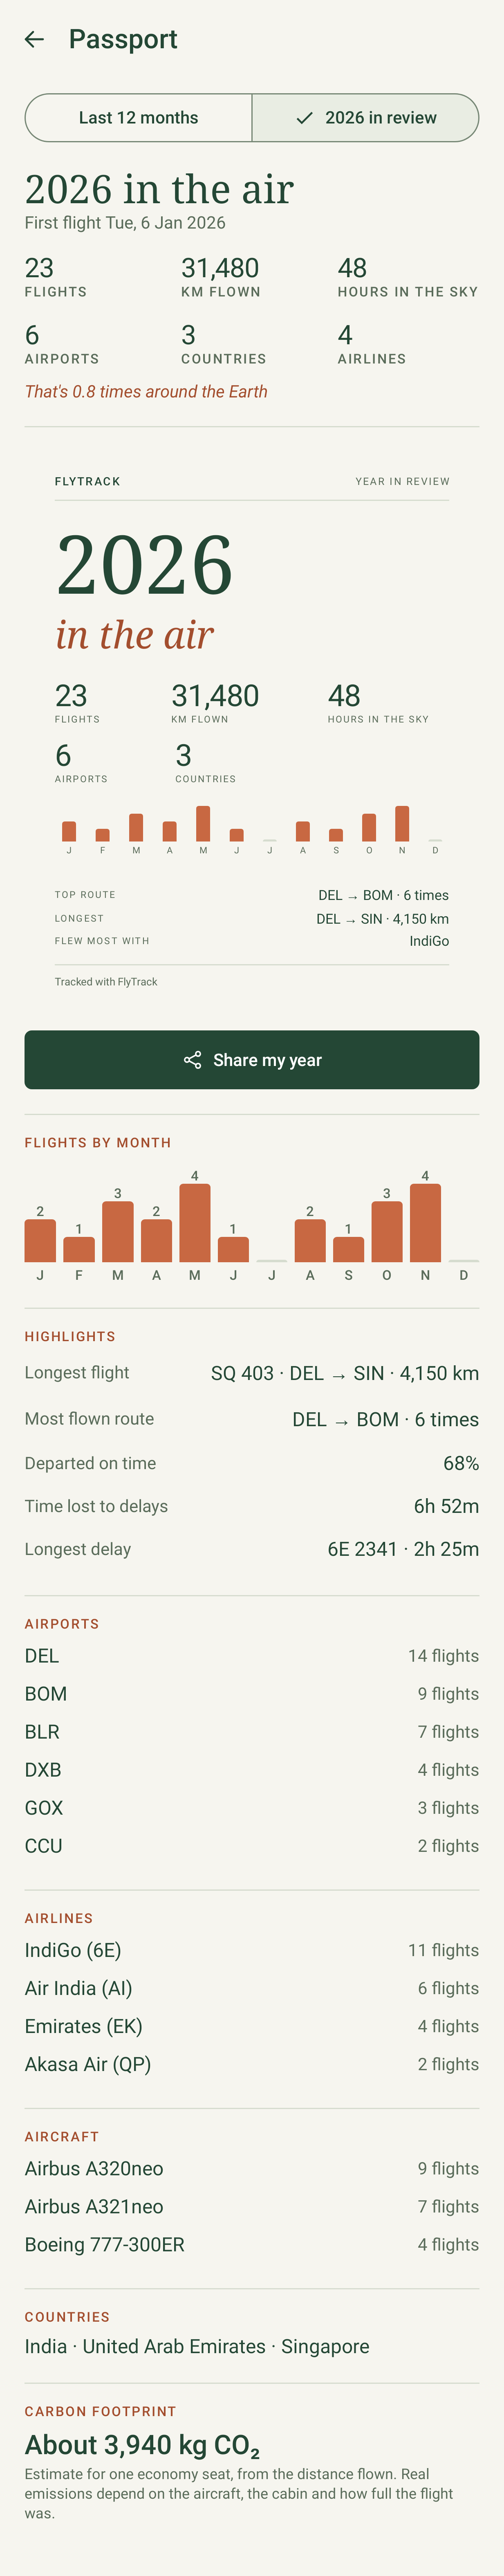 Passport
Last 12 months
2026 in review
2026 in the air
First flight Tue, 6 Jan 2026
23 31,480 48
FLIGHTS KM FLOWN HOURS IN THE SKY
6 3 4
AIRPORTS COUNTRIES AIRLINES
That's 0.8 times around the Earth
FLYTRACK YEAR IN REVIEW
2026
in the air
23 31,480 48
FLIGHTS KM FLOWN HOURS IN THE SKY
6 3
AIRPORTS COUNTRIES
J F M A M J J A S O N D
TOP ROUTE DEL → BOM · 6 times
LONGEST DEL → SIN · 4,150 km
FLEW MOST WITH IndiGo
Tracked with FlyTrack
Share my year
FLIGHTS BY MONTH
2 1 3 2 4 1 2 1 3 4
J F M A M J J A S O N D
HIGHLIGHTS
Longest flight SQ 403 · DEL → SIN · 4,150 km
Most flown route DEL → BOM · 6 times
Departed on time 68%
Time lost to delays 6h 52m
Longest delay 6E 2341 · 2h 25m
AIRPORTS
DEL 14 flights
BOM 9 flights
BLR 7 flights
DXB 4 flights
GOX 3 flights
CCU 2 flights
AIRLINES
IndiGo (6E) 11 flights
Air India (AI) 6 flights
Emirates (EK) 4 flights
Akasa Air (QP) 2 flights
AIRCRAFT
Airbus A320neo 9 flights
Airbus A321neo 7 flights
Boeing 777-300ER 4 flights
COUNTRIES
India · United Arab Emirates · Singapore
CARBON FOOTPRINT
About 3,940 kg CO₂
Estimate for one economy seat, from the distance flown. Real
emissions depend on the aircraft, the cabin and how full the flight
was.